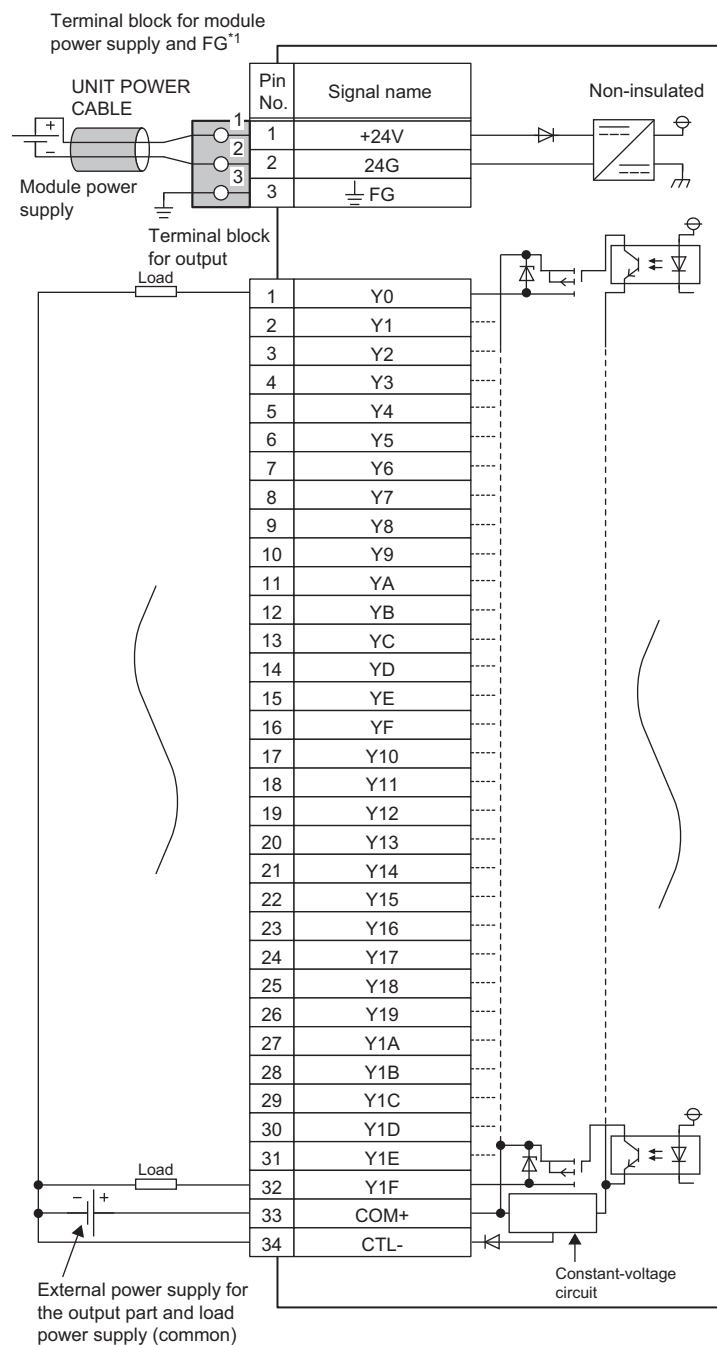 Terminal block for module
power supply and FG*1
UNIT POWER
CABLE
+
−
Module power
supply
1
2
3
Pin No. Signal name
1 +24V
2 24G
3 FG
Non-insulated
Terminal block
for output
Load
1 Y0
2 Y1
3 Y2
4 Y3
5 Y4
6 Y5
7 Y6
8 Y7
9 Y8
10 Y9
11 YA
12 YB
13 YC
14 YD
15 YE
16 YF
17 Y10
18 Y11
19 Y12
20 Y13
21 Y14
22 Y15
23 Y16
24 Y17
25 Y18
26 Y19
27 Y1A
28 Y1B
29 Y1C
30 Y1D
31 Y1E
Load
32 Y1F
− +
33 COM+
34 CTL-
External power supply for
the output part and load
power supply (common)
Constant-voltage
circuit